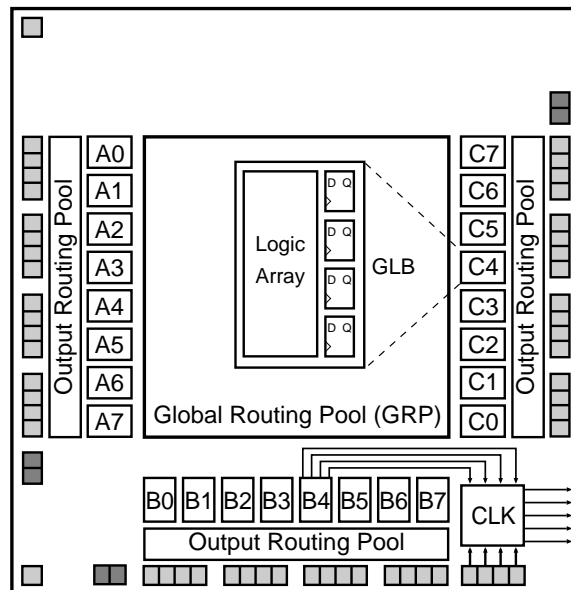 A0
A1
A2
A3
A4
A5
A6
A7
Output Routing Pool
Logic
Array
D Q
D Q
D Q
D Q
GLB
Global Routing Pool (GRP)
C7
C6
C5
C4
C3
C2
C1
C0
Output Routing Pool
B0 B1 B2 B3 B4 B5 B6 B7
Output Routing Pool
CLK